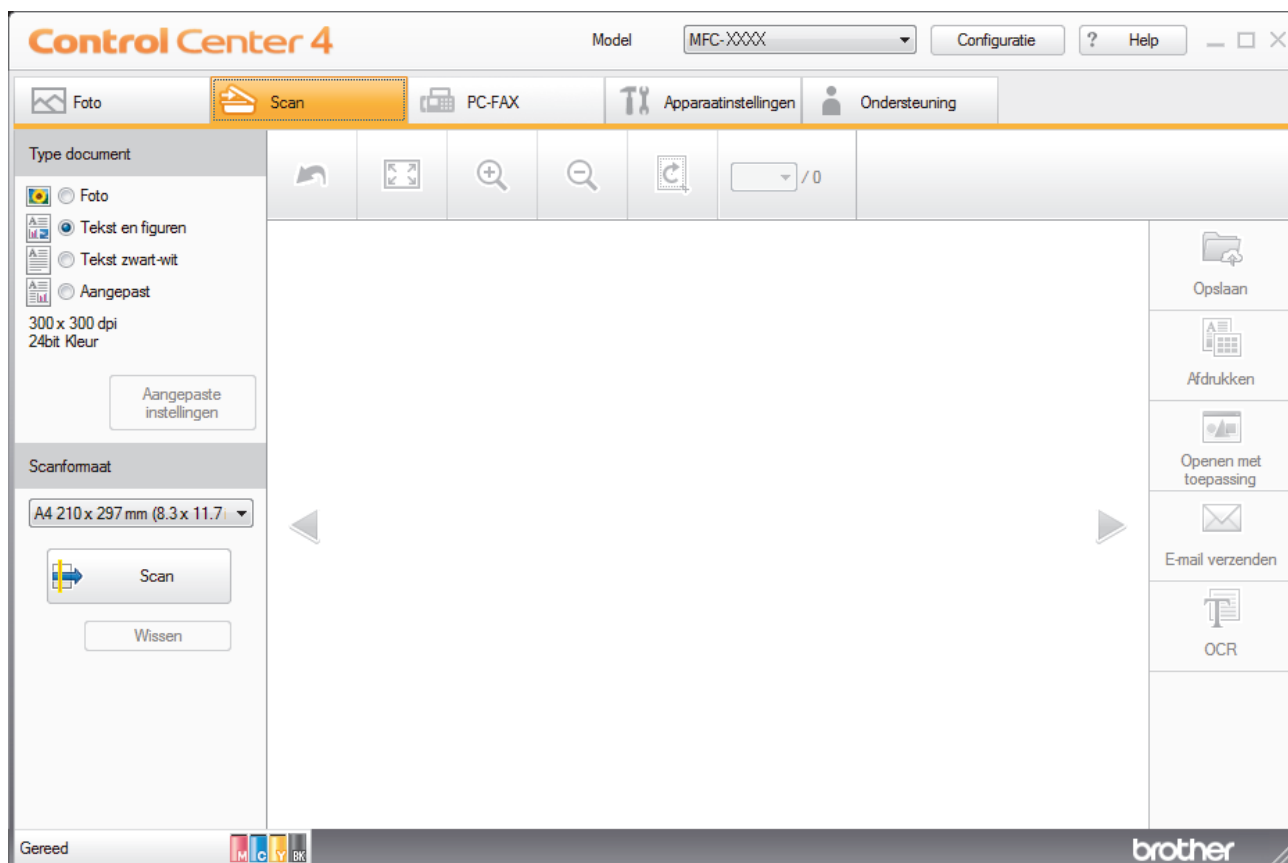 Control Center 4
Model
MFC-XXXX
Configuratie
? Help
Foto
Scan
PC-FAX
Apparaatinstellingen
Ondersteuning
Type document
Foto
Tekst en figuren
Tekst zwart-wit
Aangepast
300 x 300 dpi
24bit Kleur
Aangepaste
instellingen
Scanformaat
A4 210 x 297 mm (8.3 x 11.7
Scan
Wissen
/ 0
Opslaan
Afdrukken
Openen met
toepassing
E-mail verzenden
OCR
Gereed
M C Y BK
brother